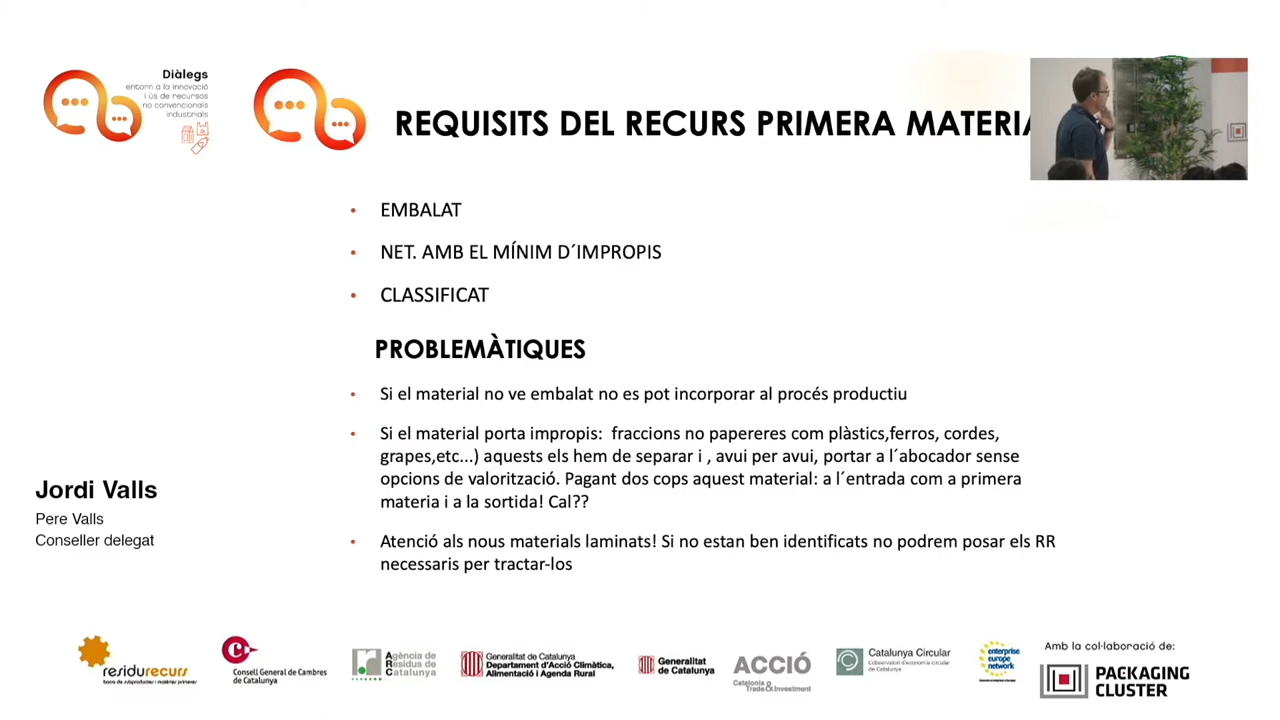 Diàlegs
entorn a la innovació
i ús de recursos
no convencionals
industrials
REQUISITS DEL RECURS PRIMERA MATERIA
• EMBALAT
• NET. AMB EL MÍNIM D´IMPROPIS
• CLASSIFICAT
PROBLEMÀTIQUES
• Si el material no ve embalat no es pot incorporar al procés productiu
• Si el material porta impropis: fraccions no papereres com plàstics,ferros, cordes,
grapes,etc...) aquests els hem de separar i , avui per avui, portar a l´abocador sense
opcions de valorització. Pagant dos cops aquest material: a l´entrada com a primera
materia i a la sortida! Cal??
• Atenció als nous materials laminats! Si no estan ben identificats no podrem posar els RR
necessaris per tractar-los
Jordi Valls
Pere Valls
Conseller delegat
residurecurs
borsa de subproductes i matèries primeres
Consell General de Cambres
de Catalunya
Agència de
Residus de
Catalunya
Generalitat de Catalunya
Departament d'Acció Climàtica,
Alimentació i Agenda Rural
Generalitat
de Catalunya
ACCIÓ
Catalonia
Trade & Investment
Catalunya Circular
L'observatori d'economia circular
de Catalunya
enterprise
europe
network
Amb la col·laboració de:
PACKAGING
CLUSTER